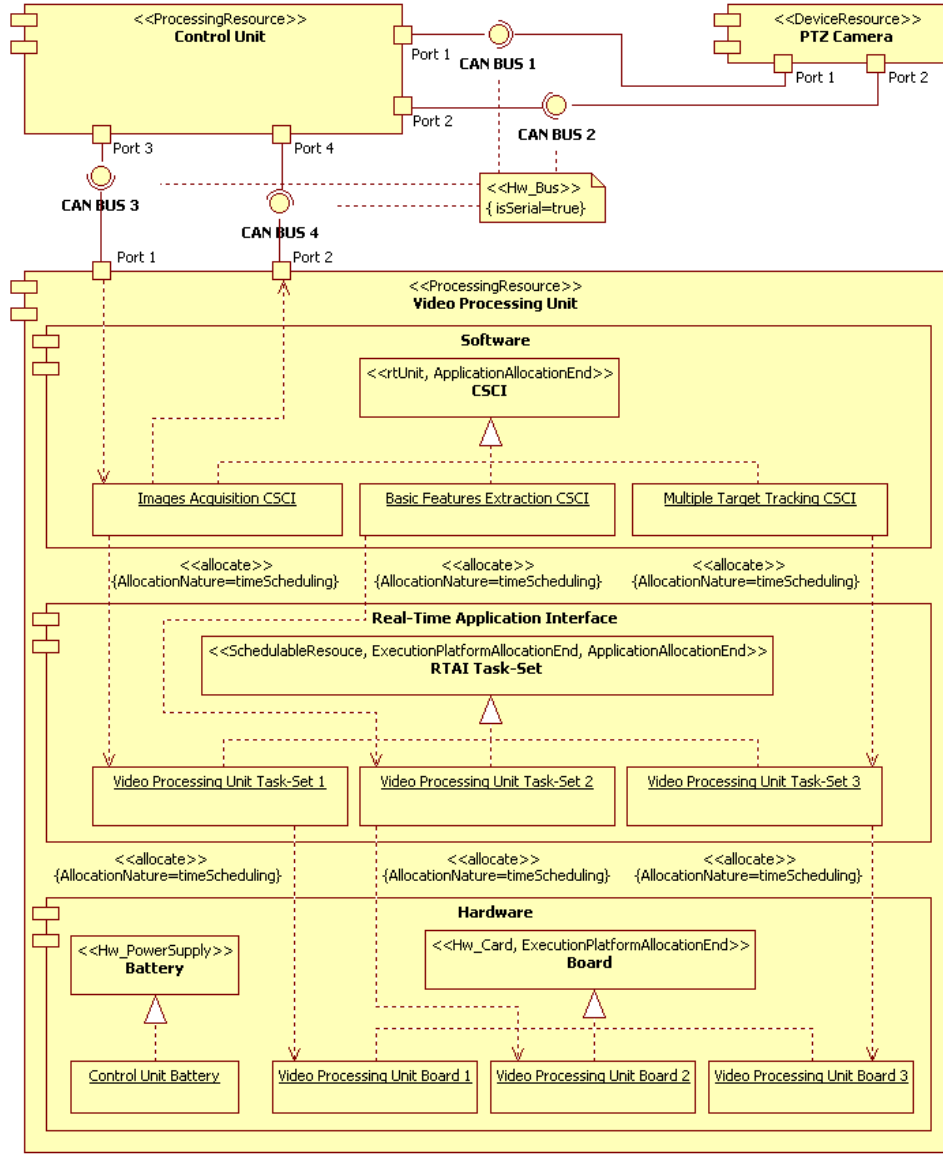 <<ProcessingResource>>
Control Unit
<<DeviceResource>>
PTZ Camera
Port 1
CAN BUS 1
Port 1
Port 2
Port 2
CAN BUS 2
Port 3
Port 4
CAN BUS 3
CAN BUS 4
<<Hw_Bus>>
{ isSerial=true}
Port 1
Port 2
<<ProcessingResource>>
Video Processing Unit
Software
<<rtUnit, ApplicationAllocationEnd>>
CSCI
Images Acquisition CSCI
Basic Features Extraction CSCI
Multiple Target Tracking CSCI
<<allocate>>
{AllocationNature=timeScheduling}
<<allocate>>
{AllocationNature=timeScheduling}
<<allocate>>
{AllocationNature=timeScheduling}
Real-Time Application Interface
<<SchedulableResouce, ExecutionPlatformAllocationEnd, ApplicationAllocationEnd>>
RTAI Task-Set
Video Processing Unit Task-Set 1
Video Processing Unit Task-Set 2
Video Processing Unit Task-Set 3
<<allocate>>
{AllocationNature=timeScheduling}
<<allocate>>
{AllocationNature=timeScheduling}
<<allocate>>
{AllocationNature=timeScheduling}
Hardware
<<Hw_PowerSupply>>
Battery
<<Hw_Card, ExecutionPlatformAllocationEnd>>
Board
Control Unit Battery
Video Processing Unit Board 1
Video Processing Unit Board 2
Video Processing Unit Board 3